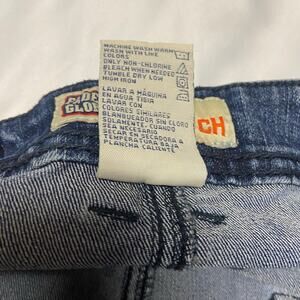 MACHINE WASH WARM
WASH WITH LIKE
COLORS
ONLY NON-CHLORINE
BLEACH WHEN NEEDED
TUMBLE DRY LOW
HIGH IRON
LAVAR A MÁQUINA
EN AGUA TIBIA
LAVAR CON
COLORES SIMILARES
BLANQUEADOR SIN CLORO
SOLAMENTE, CUANDO
SEA NECESARIO
SECAR EN SECADORA A
TEMPERATURA BAJA
PLANCHA CALIENTE
CH